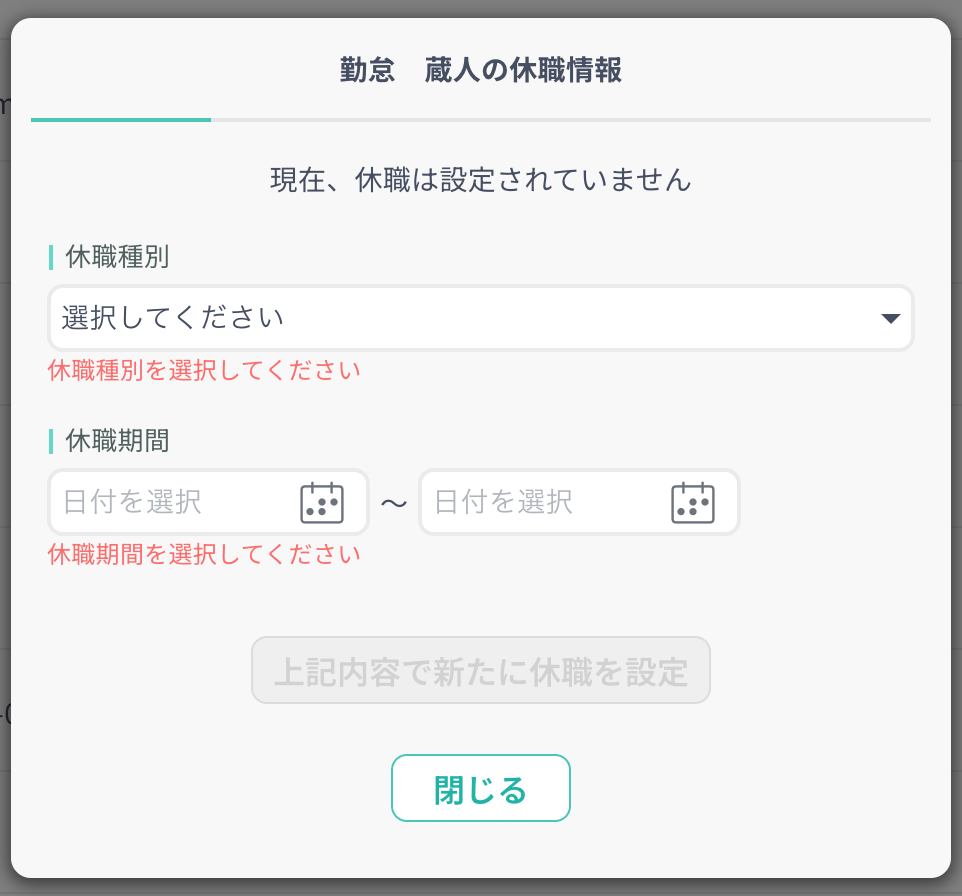 勤怠　蔵人の休職情報
現在、休職は設定されていません
休職種別
選択してください
休職種別を選択してください
休職期間
日付を選択 ～ 日付を選択
休職期間を選択してください
上記内容で新たに休職を設定
閉じる